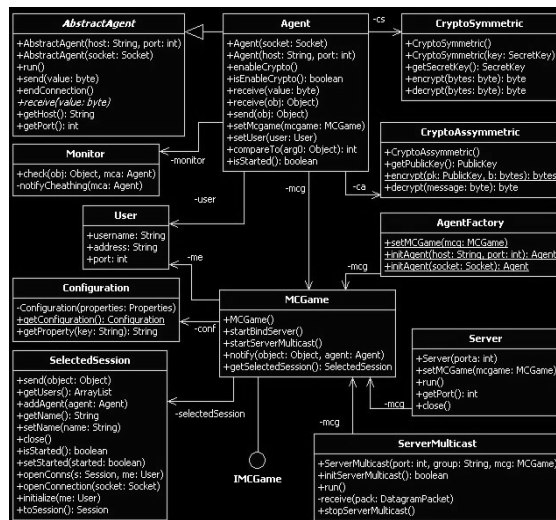 AbstractAgent
+AbstractAgent(host: String, port: int)
+AbstractAgent(socket: Socket)
+run()
+send(value: byte)
+endConnection()
+receive(value: byte)
+getHost(): String
+getPort(): int
Agent
+Agent(socket: Socket)
+Agent(host: String, port: int)
+enableCrypto()
+isEnableCrypto(): boolean
+receive(value: byte)
+receive(obj: Object)
+send(obj: Object)
+setMcgame(mcgame: MCGame)
+setUser(user: User)
+compareTo(arg0: Object): int
+isStarted(): boolean
-cs
CryptoSymmetric
+CryptoSymmetric()
+CryptoSymmetric(key: SecretKey)
+getSecretKey(): SecretKey
+encrypt(bytes: byte): byte
+decrypt(bytes: byte): byte
Monitor
+check(obj: Object, mca: Agent)
-notifyCheathing(mca: Agent)
-monitor
CryptoAssymmetric
+CryptoAssymmetric()
+getPublicKey(): PublicKey
+encrypt(pk: PublicKey, b: bytes): bytes
+decrypt(message: byte): byte
-ca
-user
-mcg
User
+username: String
+address: String
+port: int
-me
AgentFactory
+setMCGame(mcg: MCGame)
+initAgent(host: String, port: int): Agent
+initAgent(socket: Socket): Agent
-mcg
Configuration
-Configuration(properties: Properties)
+getConfiguration(): Configuration
+getProperty(key: String): String
-conf
MCGame
+MCGame()
+startBindServer()
+startServerMulticast()
+notify(object: Object, agent: Agent)
+getSelectedSession(): SelectedSession
Server
+Server(porta: int)
+setMCGame(mcgame: MCGame)
+run()
+getPort(): int
+close()
-mcg
SelectedSession
+send(object: Object)
+getUsers(): ArrayList
+addAgent(agent: Agent)
+getName(): String
+setName(name: String)
+close()
+isStarted(): boolean
+setStarted(started: boolean)
+openConns(s: Session, me: User)
+openConnection(socket: Socket)
+initialize(me: User)
+toSession(): Session
-selectedSession
IMCGame
-mcg
ServerMulticast
+ServerMulticast(port: int, group: String, mcg: MCGame)
+initServerMulticast(): boolean
+run()
-receive(pack: DatagramPacket)
+stopServerMulticast()